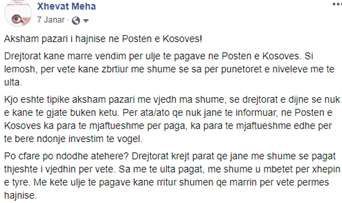 Xhevat Meha
7 Janar ·
Aksham pazari i hajnise ne Posten e Kosoves!
Drejtorat kane marre vendim per ulje te pagave ne Posten e Kosoves. Si
lemosh, per vete kane zbrtiur me shume se sa per punetoret e niveleve me te
ulta.
Kjo eshte tipike aksham pazari me vjedh ma shume, se drejtorat e dijne se nuk
e kane te gjate buken ketu. Per ata/ato qe nuk jane te informuar, ne Posten e
Kosoves ka para te mjaftueshme per paga, ka para te mjaftueshme edhe per
te bere ndonje investim te vogel.
Po cfare po ndodhe atehere? Drejtorat krejt parat qe jane me shume se pagat
thjeshte i vjedhin per vete. Sa me te ulta pagat, me shume u mbetet per xhepin
e tyre. Me kete ulje te pagave kane rritur shumen qe marrin per vete permes
hajnise.